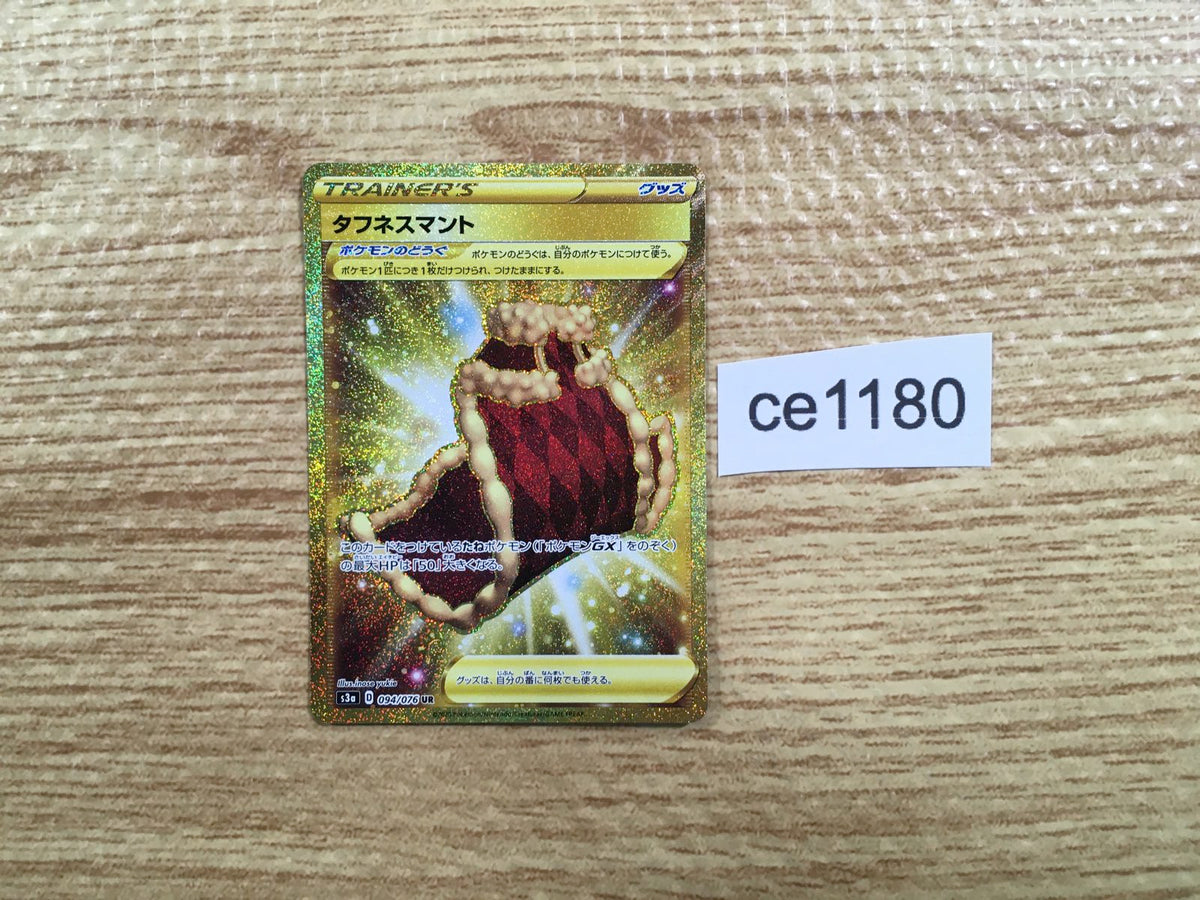 TRAINER'S グッズ
タフネスマント
ポケモンのどうぐ ポケモンのどうぐは、自分のポケモンにつけて使う。
ポケモン1匹につき1枚だけつけられ、つけたままにする。
ce1180
このカードをつけているたねポケモン(「ポケモンGX」をのぞく)
の最大HPは「50」大きくなる。
グッズは、自分の番に何枚でも使える。
Illus.inose yukie
s3a D 094/076 UR